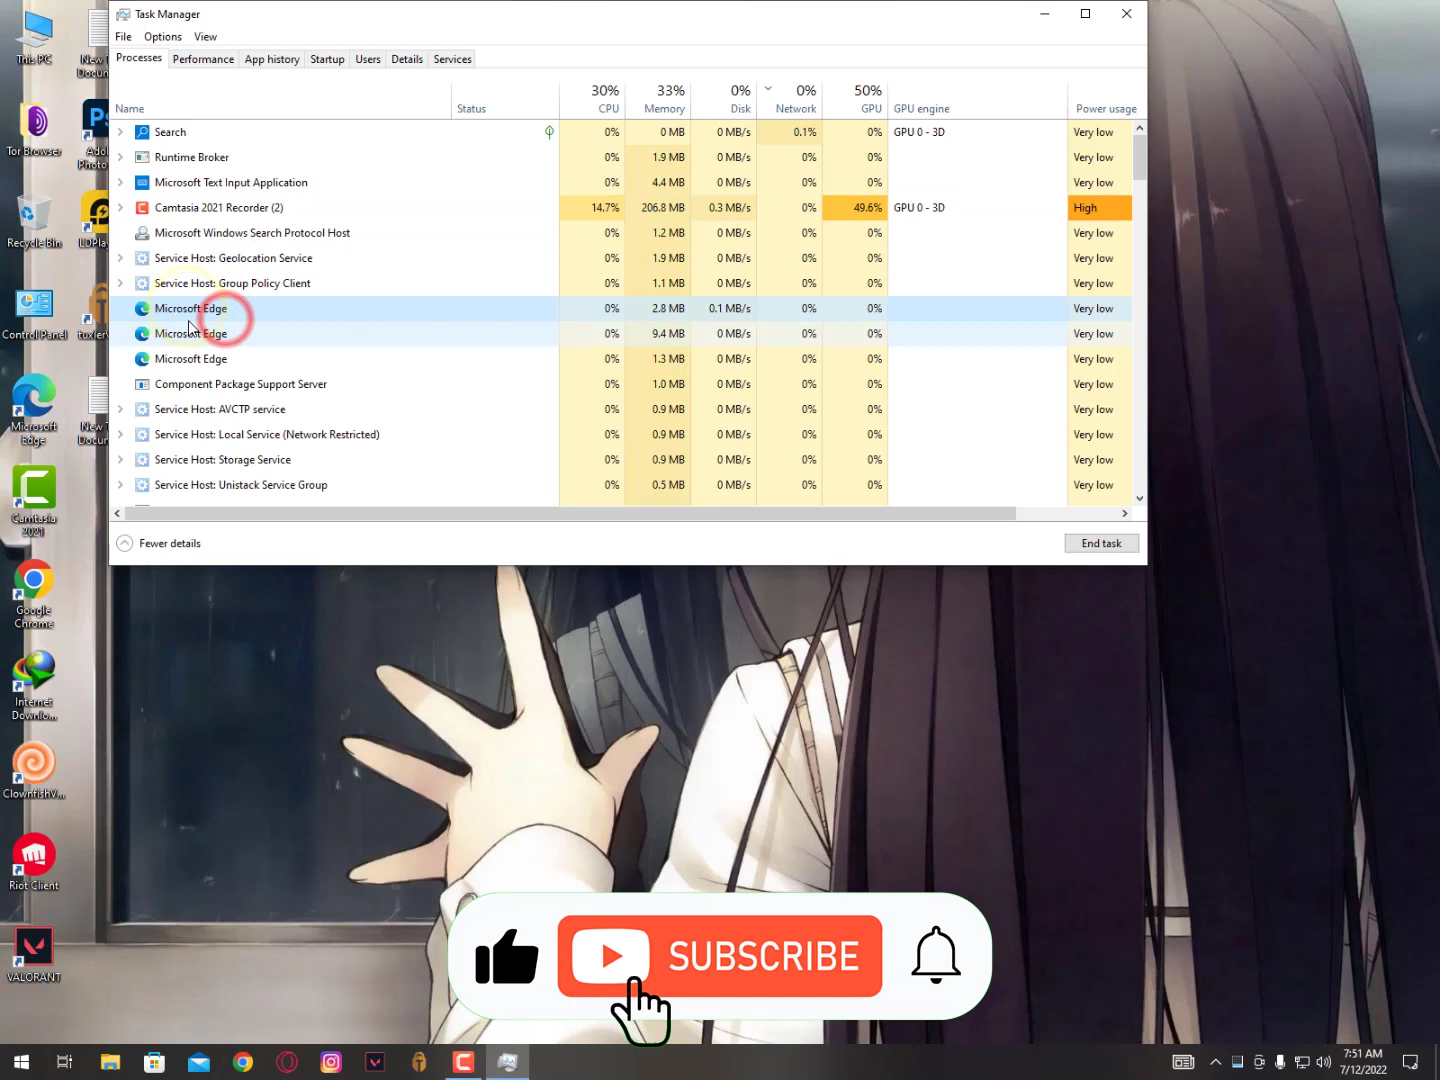 Task Manager
File Options View
Processes Performance App history Startup Users Details Services
30% 33% 0% 0% 50%
Name Status CPU Memory Disk Network GPU GPU engine Power usage
Search 0% 0 MB 0 MB/s 0.1% 0% GPU 0 - 3D Very low
Runtime Broker 0% 1.9 MB 0 MB/s 0% 0% Very low
Microsoft Text Input Application 0% 4.4 MB 0 MB/s 0% 0% Very low
Camtasia 2021 Recorder (2) 14.7% 206.8 MB 0.3 MB/s 0% 49.6% GPU 0 - 3D High
Microsoft Windows Search Protocol Host 0% 1.2 MB 0 MB/s 0% 0% Very low
Service Host: Geolocation Service 0% 1.9 MB 0 MB/s 0% 0% Very low
Service Host: Group Policy Client 0% 1.1 MB 0 MB/s 0% 0% Very low
Microsoft Edge 0% 2.8 MB 0.1 MB/s 0% 0% Very low
Microsoft Edge 0% 9.4 MB 0 MB/s 0% 0% Very low
Microsoft Edge 0% 1.3 MB 0 MB/s 0% 0% Very low
Component Package Support Server 0% 1.0 MB 0 MB/s 0% 0% Very low
Service Host: AVCTP service 0% 0.9 MB 0 MB/s 0% 0% Very low
Service Host: Local Service (Network Restricted) 0% 0.9 MB 0 MB/s 0% 0% Very low
Service Host: Storage Service 0% 0.9 MB 0 MB/s 0% 0% Very low
Service Host: Unistack Service Group 0% 0.5 MB 0 MB/s 0% 0% Very low
Fewer details
End task
This PC
New T
Docum
Tor Browser
Ps
Ado
Photo
Recycle Bin
LDPla
Control Panel
tuxler
Microsoft
Edge
New T
Docum
Camtasia
2021
Google
Chrome
Internet
Downlo...
ClownfishV...
Riot Client
VALORANT
SUBSCRIBE
7:51 AM
7/12/2022